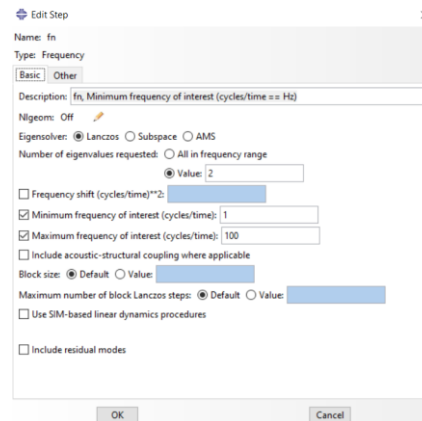 Edit Step
Name: fn
Type: Frequency
Basic Other
Description: fn, Minimum frequency of interest (cycles/time == Hz)
Nlgeom: Off
Eigensolver: Lanczos Subspace AMS
Number of eigenvalues requested: All in frequency range
Value: 2
Frequency shift (cycles/time)**2:
Minimum frequency of interest (cycles/time): 1
Maximum frequency of interest (cycles/time): 100
Include acoustic-structural coupling where applicable
Block size: Default Value:
Maximum number of block Lanczos steps: Default Value:
Use SIM-based linear dynamics procedures
Include residual modes
OK Cancel